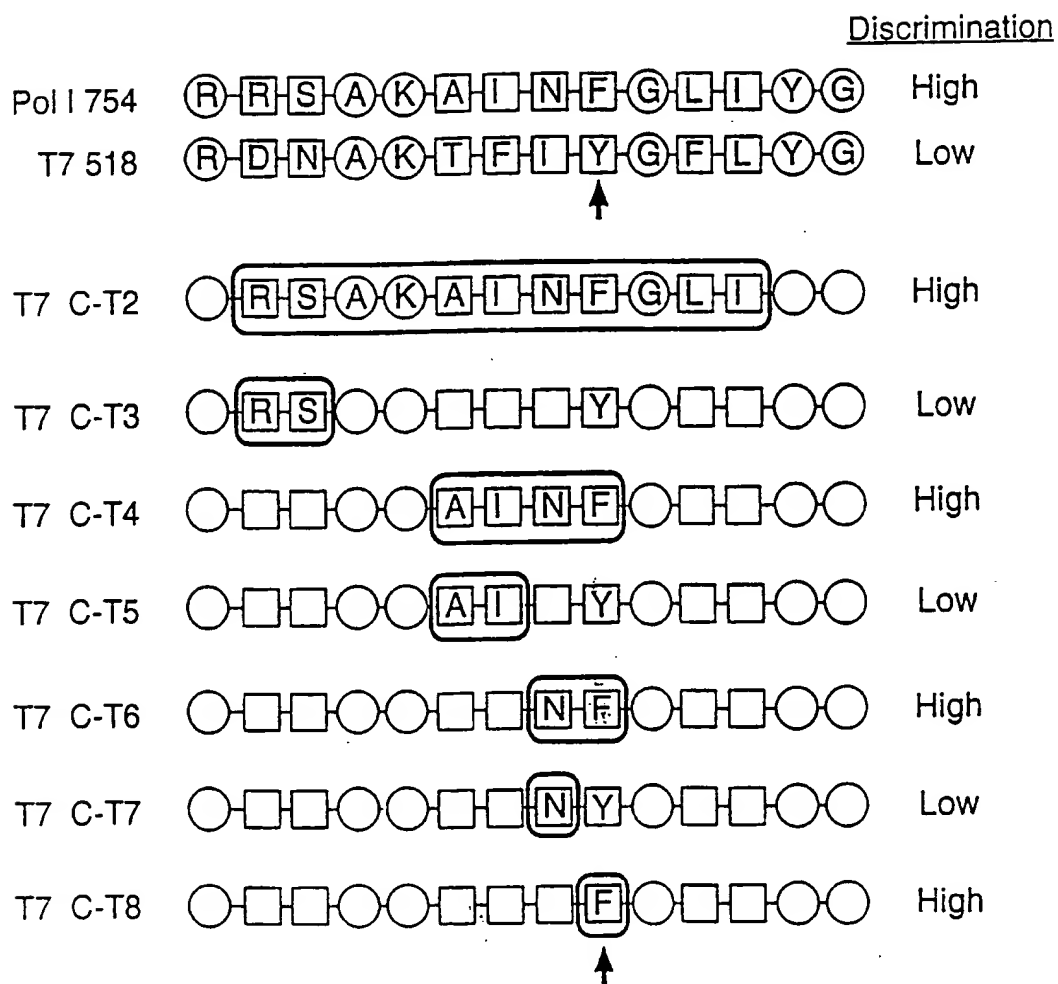 Discrimination
Pol I 754 R R S A K A I N F G L I Y G High
T7 518 R D N A K T F I Y G F L Y G Low
T7 C-T2 R S A K A I N F G L I High
T7 C-T3 R S Y Low
T7 C-T4 A I N F High
T7 C-T5 A I Y Low
T7 C-T6 N F High
T7 C-T7 N Y Low
T7 C-T8 F High